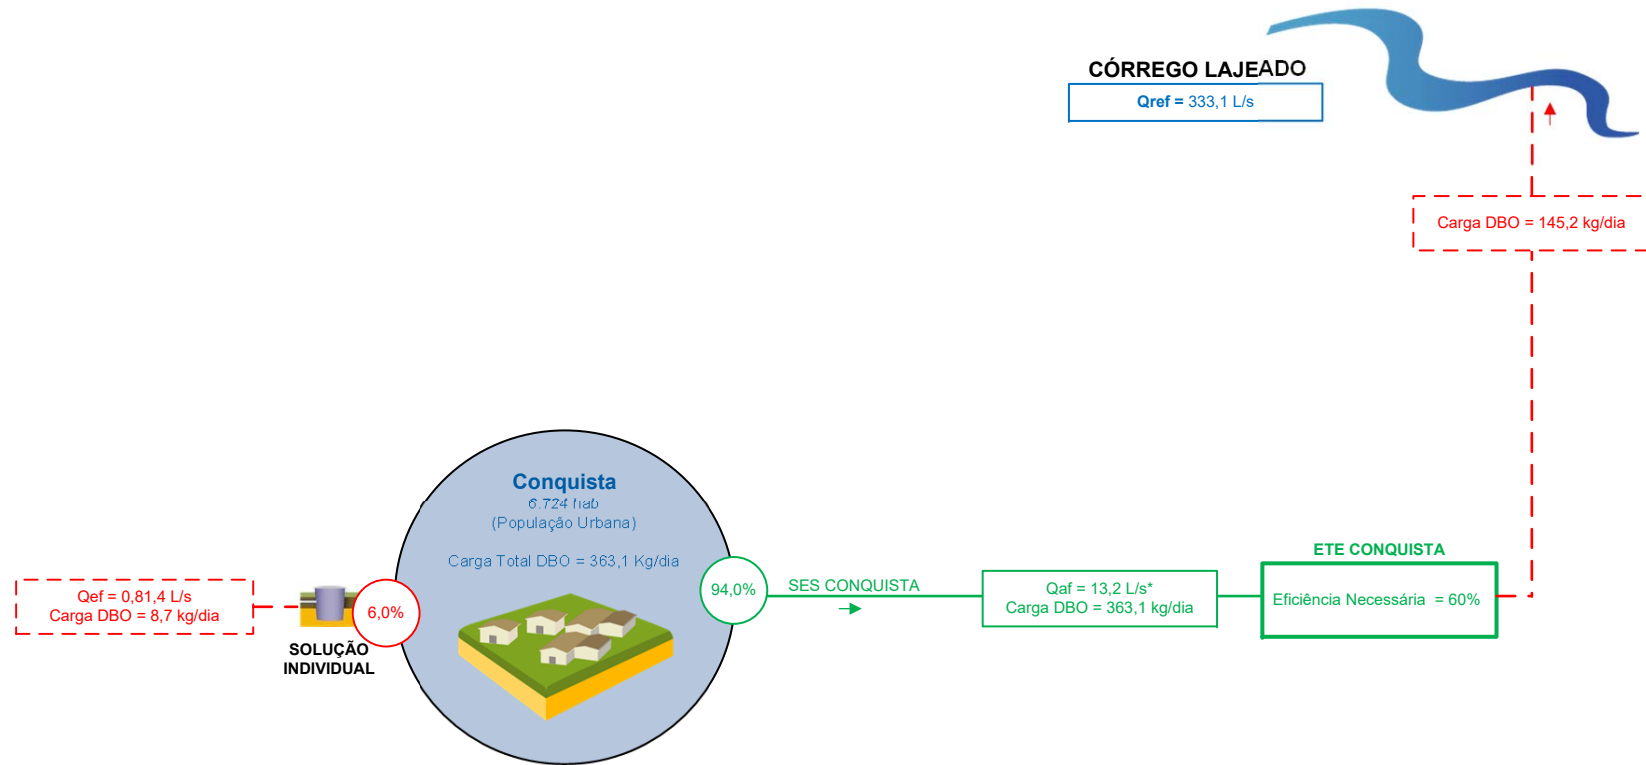 CÓRREGO LAJEADO
Qref = 333,1 L/s
Carga DBO = 145,2 kg/dia
Conquista
6.724 hab
(População Urbana)
Carga Total DBO = 363,1 Kg/dia
94,0%
SES CONQUISTA
Qaf = 13,2 L/s*
Carga DBO = 363,1 kg/dia
ETE CONQUISTA
Eficiência Necessária = 60%
Qef = 0,81,4 L/s
Carga DBO = 8,7 kg/dia
6,0%
SOLUÇÃO
INDIVIDUAL